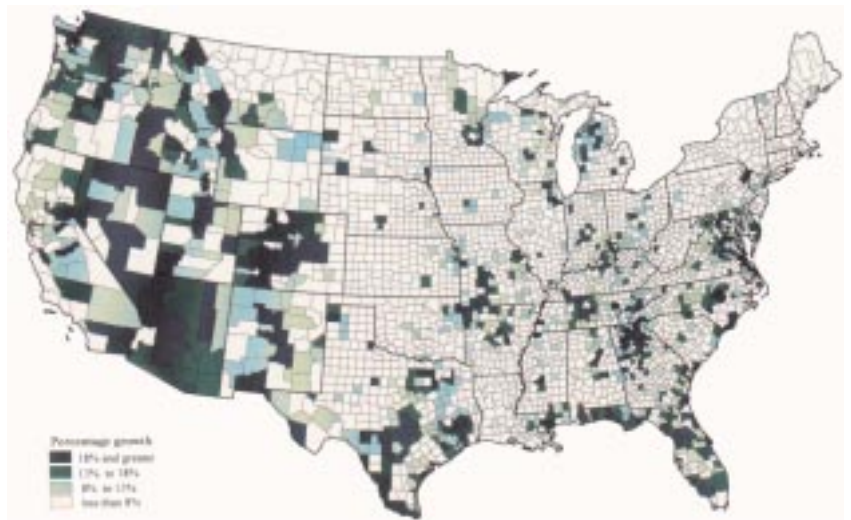 Percentage growth
18% and greater
13% to 18%
8% to 13%
less than 8%